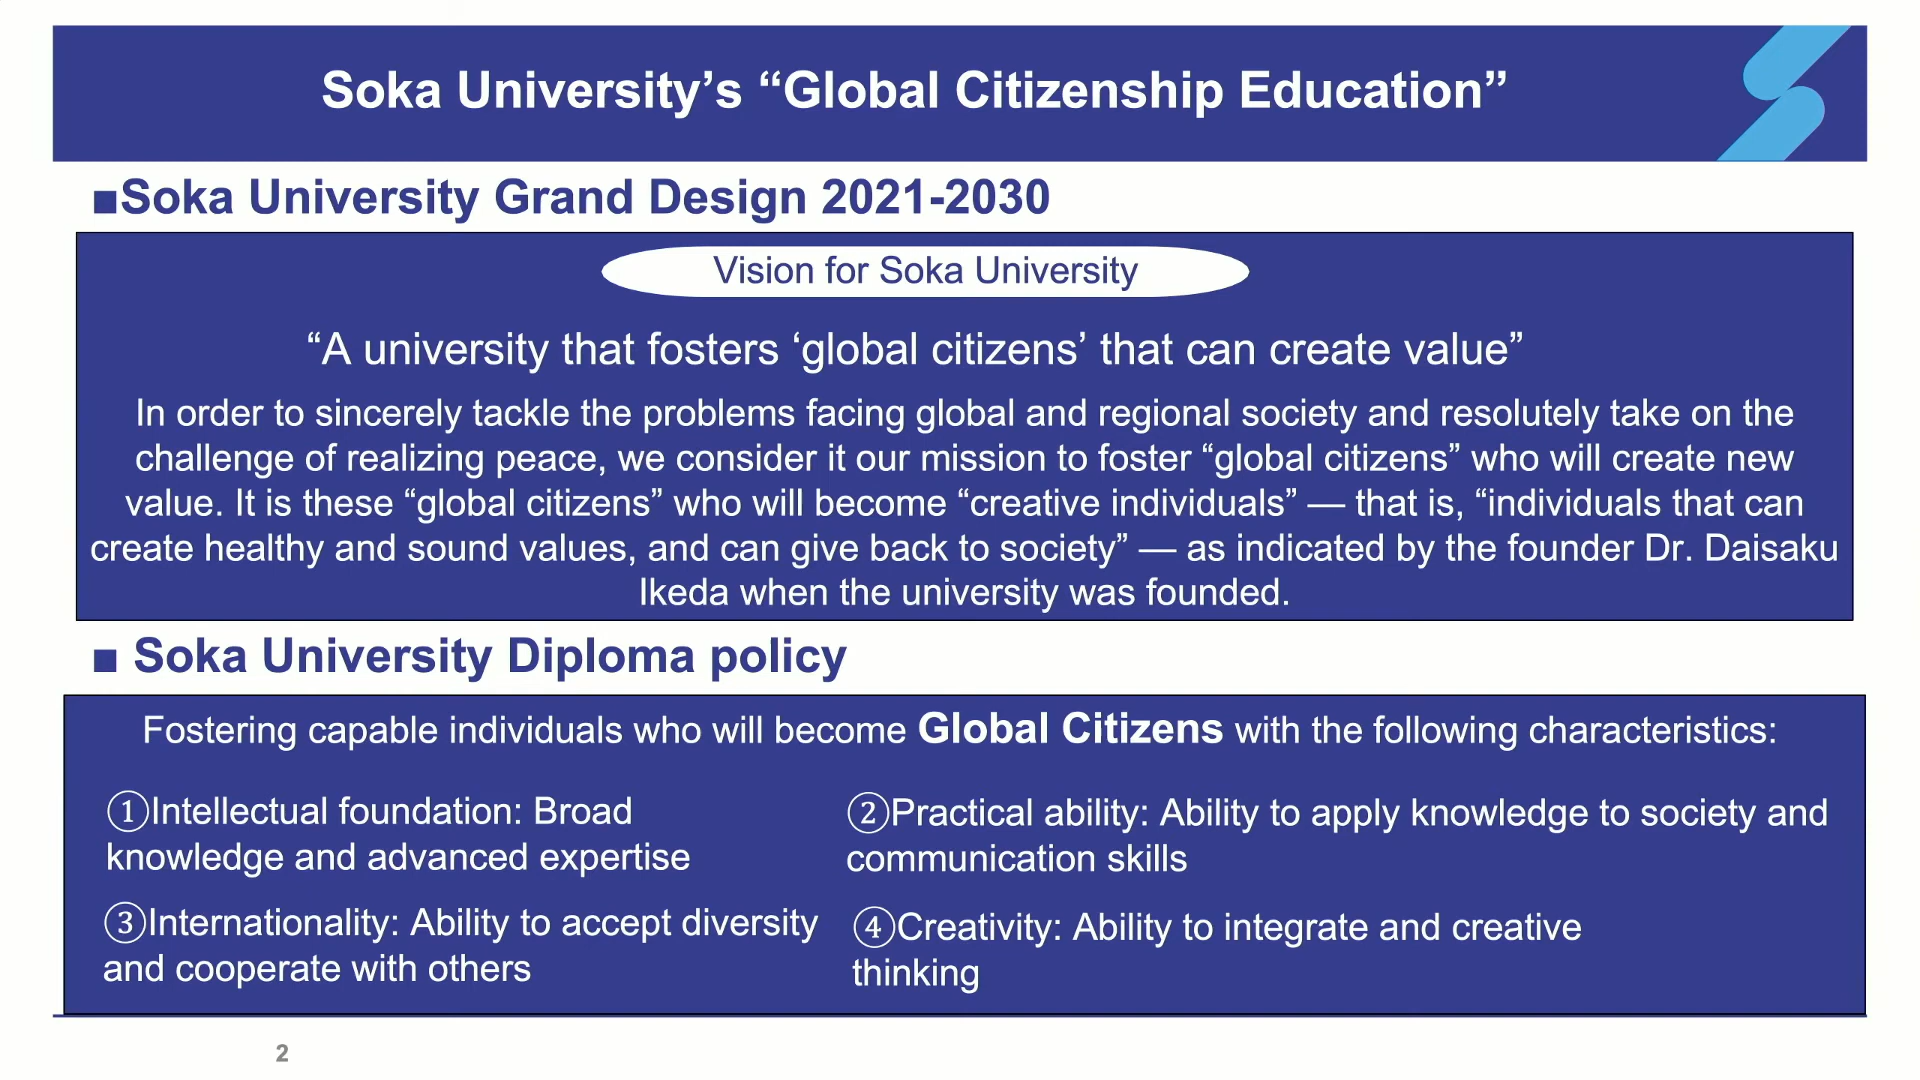 Soka University’s “Global Citizenship Education”
■Soka University Grand Design 2021-2030
Vision for Soka University
“A university that fosters ‘global citizens’ that can create value”
In order to sincerely tackle the problems facing global and regional society and resolutely take on the
challenge of realizing peace, we consider it our mission to foster “global citizens” who will create new
value. It is these “global citizens” who will become “creative individuals” — that is, “individuals that can
create healthy and sound values, and can give back to society” — as indicated by the founder Dr. Daisaku
Ikeda when the university was founded.
■ Soka University Diploma policy
Fostering capable individuals who will become Global Citizens with the following characteristics:
①Intellectual foundation: Broad
knowledge and advanced expertise
②Practical ability: Ability to apply knowledge to society and
communication skills
③Internationality: Ability to accept diversity
and cooperate with others
④Creativity: Ability to integrate and creative
thinking
2